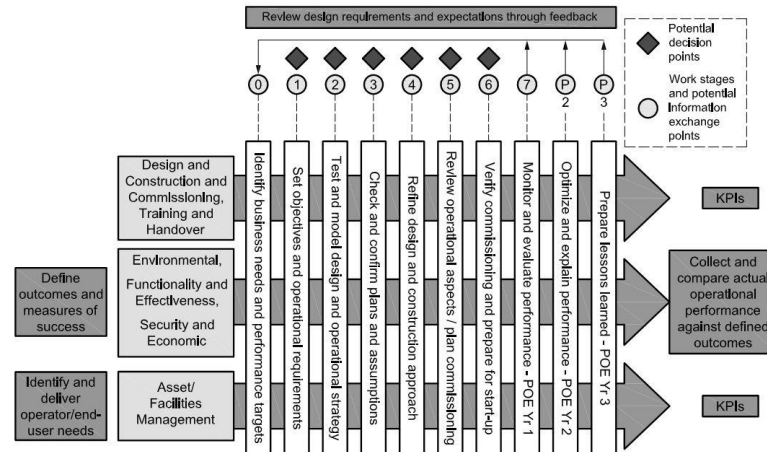 Review design requirements and expectations through feedback
Potential
decision
points
Work stages
and potential
Information
exchange
points
0
1
2
3
4
5
6
7
P
2
P
3
Identify business needs and performance targets
Set objectives and operational requirements
Test and model design and operational strategy
Check and confirm plans and assumptions
Refine design and construction approach
Review operational aspects / plan commissioning
Verify commissioning and prepare for start-up
Monitor and evaluate performance - POE Yr 1
Optimize and explain performance - POE Yr 2
Prepare lessons learned - POE Yr 3
Design and
Construction and
Commissioning,
Training and
Handover
KPIs
Define
outcomes and
measures of
success
Environmental,
Functionality and
Effectiveness,
Security and
Economic
Collect and
compare actual
operational
performance
against defined
outcomes
Identify and
deliver
operator/end-
user needs
Asset/
Facilities
Management
KPIs